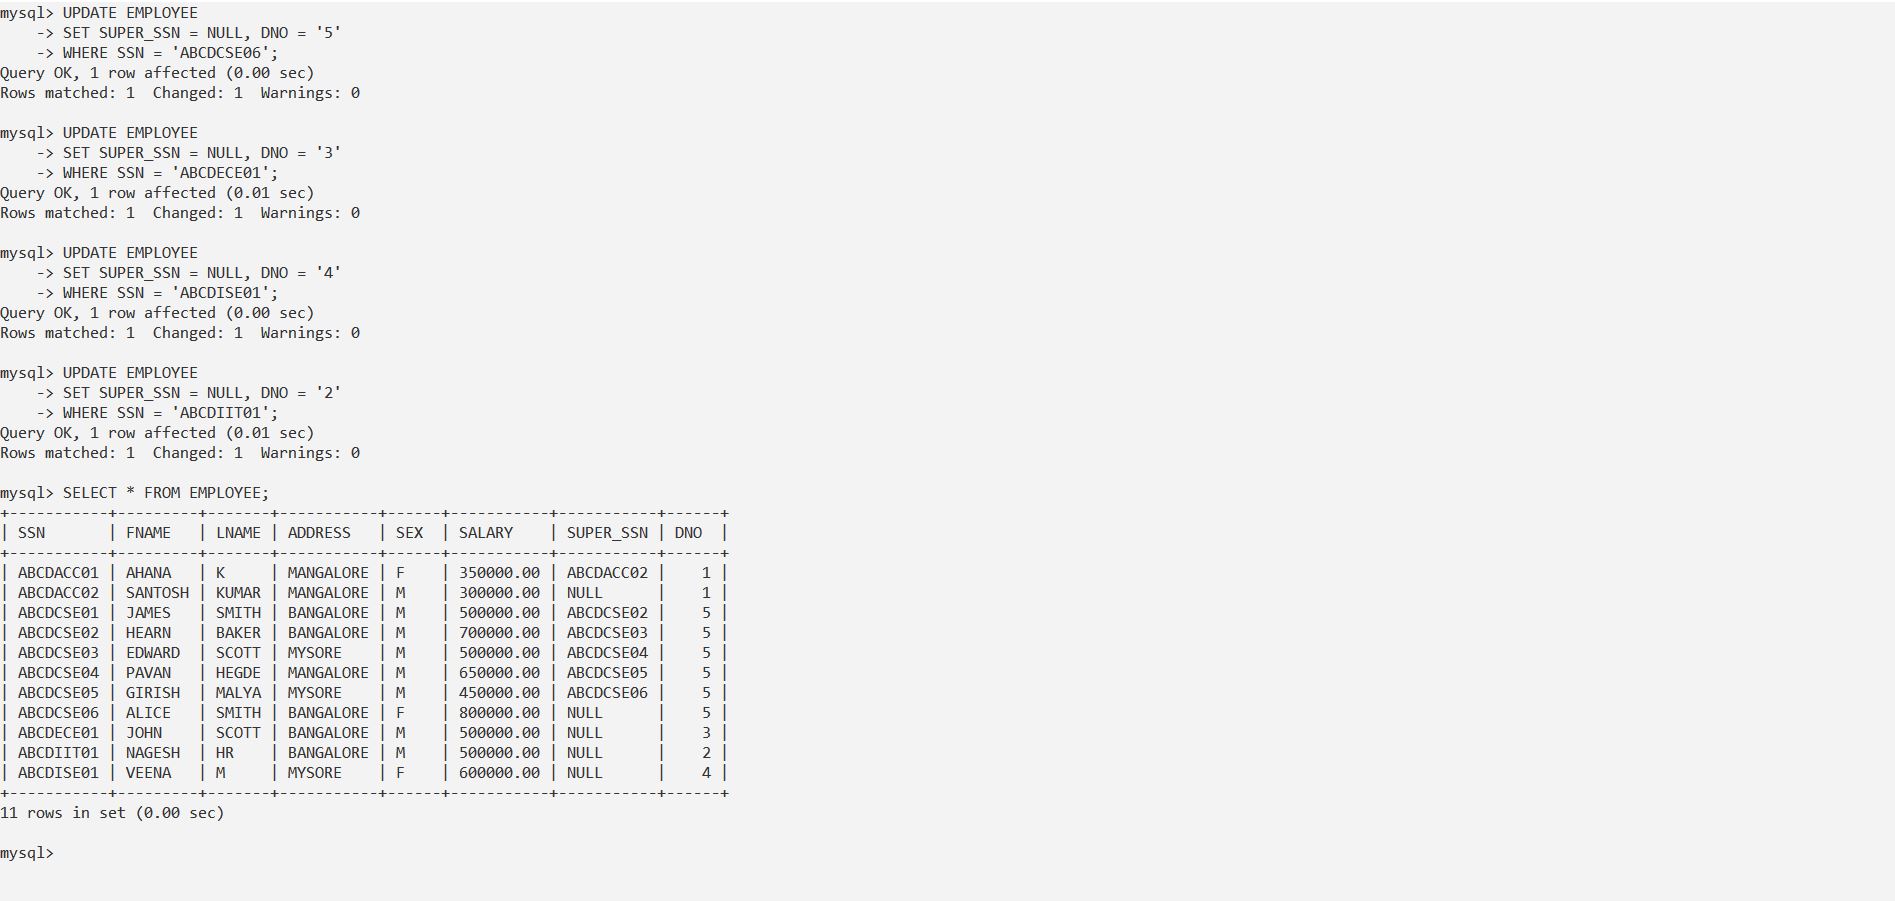 mysql> UPDATE EMPLOYEE
    -> SET SUPER_SSN = NULL, DNO = '5'
    -> WHERE SSN = 'ABCDCSE06';
Query OK, 1 row affected (0.00 sec)
Rows matched: 1  Changed: 1  Warnings: 0

mysql> UPDATE EMPLOYEE
    -> SET SUPER_SSN = NULL, DNO = '3'
    -> WHERE SSN = 'ABCDECE01';
Query OK, 1 row affected (0.01 sec)
Rows matched: 1  Changed: 1  Warnings: 0

mysql> UPDATE EMPLOYEE
    -> SET SUPER_SSN = NULL, DNO = '4'
    -> WHERE SSN = 'ABCDISE01';
Query OK, 1 row affected (0.00 sec)
Rows matched: 1  Changed: 1  Warnings: 0

mysql> UPDATE EMPLOYEE
    -> SET SUPER_SSN = NULL, DNO = '2'
    -> WHERE SSN = 'ABCDIIT01';
Query OK, 1 row affected (0.01 sec)
Rows matched: 1  Changed: 1  Warnings: 0

mysql> SELECT * FROM EMPLOYEE;
+-----------+---------+-------+-----------+------+-----------+-----------+------+
| SSN       | FNAME   | LNAME | ADDRESS   | SEX  | SALARY    | SUPER_SSN | DNO  |
+-----------+---------+-------+-----------+------+-----------+-----------+------+
| ABCDACC01 | AHANA   | K     | MANGALORE | F    | 350000.00 | ABCDACC02 |    1 |
| ABCDACC02 | SANTOSH | KUMAR | MANGALORE | M    | 300000.00 | NULL      |    1 |
| ABCDCSE01 | JAMES   | SMITH | BANGALORE | M    | 500000.00 | ABCDCSE02 |    5 |
| ABCDCSE02 | HEARN   | BAKER | BANGALORE | M    | 700000.00 | ABCDCSE03 |    5 |
| ABCDCSE03 | EDWARD  | SCOTT | MYSORE    | M    | 500000.00 | ABCDCSE04 |    5 |
| ABCDCSE04 | PAVAN   | HEGDE | MANGALORE | M    | 650000.00 | ABCDCSE05 |    5 |
| ABCDCSE05 | GIRISH  | MALYA | MYSORE    | M    | 450000.00 | ABCDCSE06 |    5 |
| ABCDCSE06 | ALICE   | SMITH | BANGALORE | F    | 800000.00 | NULL      |    5 |
| ABCDECE01 | JOHN    | SCOTT | BANGALORE | M    | 500000.00 | NULL      |    3 |
| ABCDIIT01 | NAGESH  | HR    | BANGALORE | M    | 500000.00 | NULL      |    2 |
| ABCDISE01 | VEENA   | M     | MYSORE    | F    | 600000.00 | NULL      |    4 |
+-----------+---------+-------+-----------+------+-----------+-----------+------+
11 rows in set (0.00 sec)

mysql>